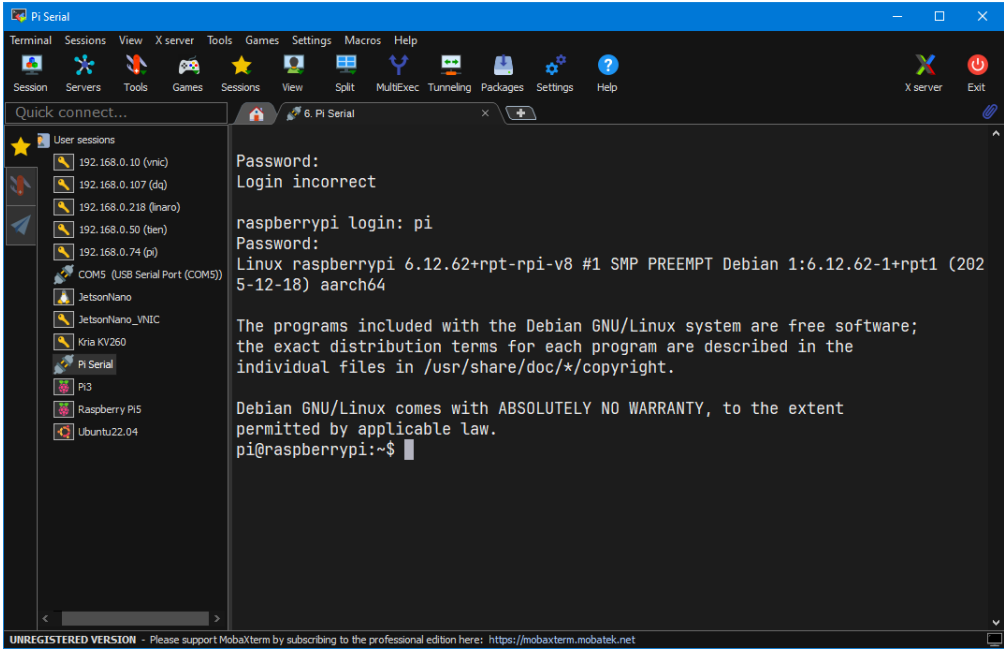 Pi Serial
Terminal Sessions View X server Tools Games Settings Macros Help
Session Servers Tools Games Sessions View Split MultiExec Tunneling Packages Settings Help X server Exit
Quick connect...
6. Pi Serial
User sessions
192.168.0.10 (vnic)
192.168.0.107 (dq)
192.168.0.218 (linaro)
192.168.0.50 (tien)
192.168.0.74 (pi)
COM5 (USB Serial Port (COM5))
JetsonNano
JetsonNano_VNIC
Kria KV260
Pi Serial
Pi3
Raspberry Pi5
Ubuntu22.04
Password:
Login incorrect
raspberrypi login: pi
Password:
Linux raspberrypi 6.12.62+rpt-rpi-v8 #1 SMP PREEMPT Debian 1:6.12.62-1+rpt1 (202
5-12-18) aarch64
The programs included with the Debian GNU/Linux system are free software;
the exact distribution terms for each program are described in the
individual files in /usr/share/doc/*/copyright.
Debian GNU/Linux comes with ABSOLUTELY NO WARRANTY, to the extent
permitted by applicable law.
pi@raspberrypi:~$
UNREGISTERED VERSION - Please support MobaXterm by subscribing to the professional edition here: https://mobaxterm.mobatek.net